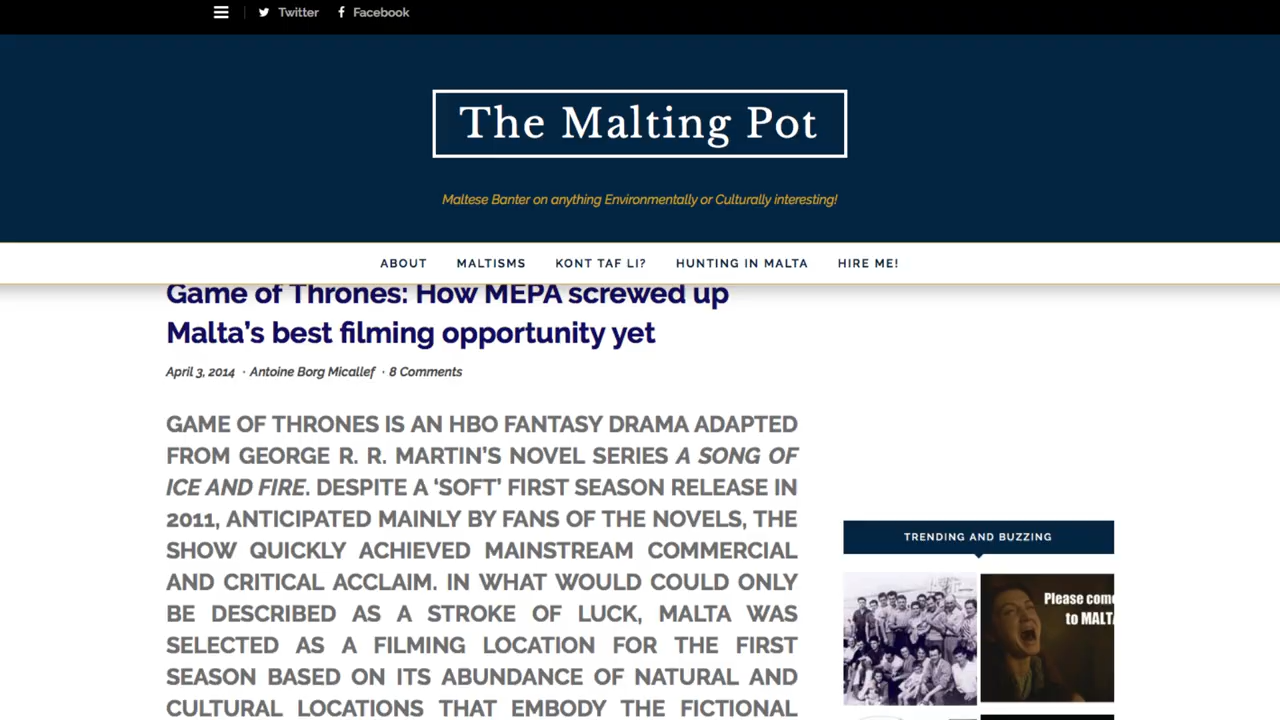 Twitter Facebook
The Malting Pot
Maltese Banter on anything Environmentally or Culturally interesting!
ABOUT MALTISMS KONT TAF LI? HUNTING IN MALTA HIRE ME!
Game of Thrones: How MEPA screwed up
Malta’s best filming opportunity yet
April 3, 2014 · Antoine Borg Micallef · 8 Comments
GAME OF THRONES IS AN HBO FANTASY DRAMA ADAPTED
FROM GEORGE R. R. MARTIN’S NOVEL SERIES A SONG OF
ICE AND FIRE. DESPITE A ‘SOFT’ FIRST SEASON RELEASE IN
2011, ANTICIPATED MAINLY BY FANS OF THE NOVELS, THE
SHOW QUICKLY ACHIEVED MAINSTREAM COMMERCIAL
AND CRITICAL ACCLAIM. IN WHAT WOULD COULD ONLY
BE DESCRIBED AS A STROKE OF LUCK, MALTA WAS
SELECTED AS A FILMING LOCATION FOR THE FIRST
SEASON BASED ON ITS ABUNDANCE OF NATURAL AND
CULTURAL LOCATIONS THAT EMBODY THE FICTIONAL
TRENDING AND BUZZING
Please come
to MALTA